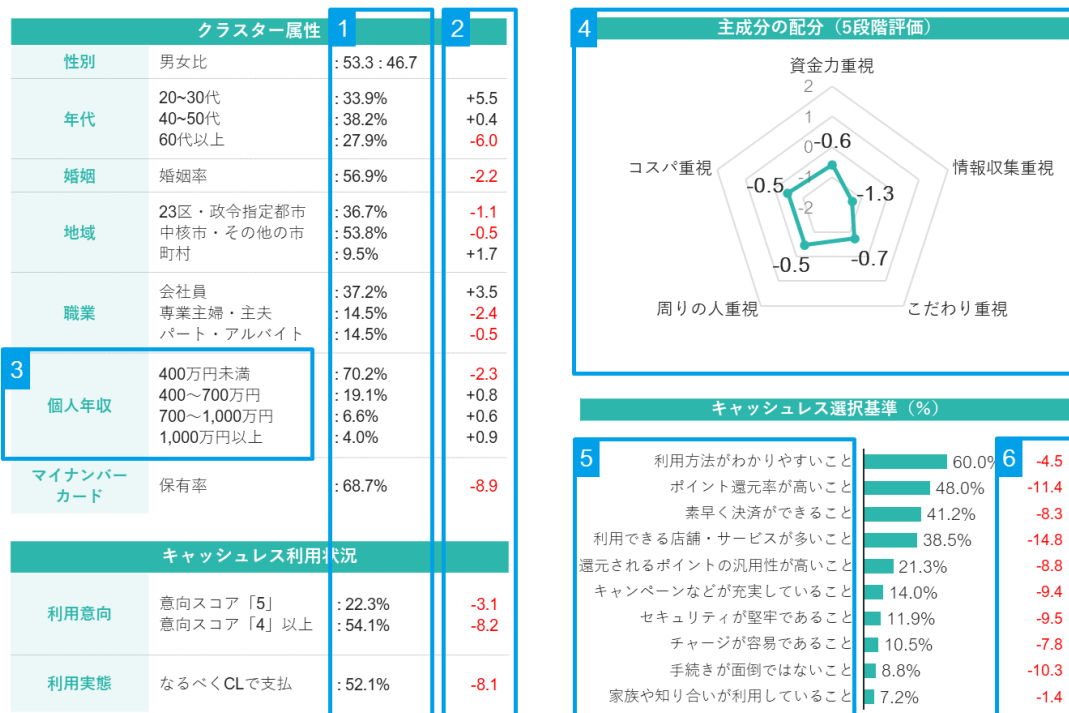 クラスター属性 1 2
性別 男女比 : 53.3 : 46.7
年代
20~30代 : 33.9% +5.5
40~50代 : 38.2% +0.4
60代以上 : 27.9% -6.0
婚姻 婚姻率 : 56.9% -2.2
地域
23区・政令指定都市 : 36.7% -1.1
中核市・その他の市 : 53.8% -0.5
町村 : 9.5% +1.7
職業
会社員 : 37.2% +3.5
専業主婦・主夫 : 14.5% -2.4
パート・アルバイト : 14.5% -0.5
3
個人年収
400万円未満 : 70.2% -2.3
400～700万円 : 19.1% +0.8
700～1,000万円 : 6.6% +0.6
1,000万円以上 : 4.0% +0.9
マイナンバー
カード
保有率 : 68.7% -8.9
キャッシュレス利用状況
利用意向
意向スコア「5」 : 22.3% -3.1
意向スコア「4」以上 : 54.1% -8.2
利用実態 なるべくCLで支払 : 52.1% -8.1
4 主成分の配分（5段階評価）
資金力重視
2
1
0
-0.6
コスパ重視 情報収集重視
-1
-0.5 -1.3
-2
-0.5 -0.7
周りの人重視 こだわり重視
キャッシュレス選択基準（%）
5 6
利用方法がわかりやすいこと 60.0% -4.5
ポイント還元率が高いこと 48.0% -11.4
素早く決済ができること 41.2% -8.3
利用できる店舗・サービスが多いこと 38.5% -14.8
還元されるポイントの汎用性が高いこと 21.3% -8.8
キャンペーンなどが充実していること 14.0% -9.4
セキュリティが堅牢であること 11.9% -9.5
チャージが容易であること 10.5% -7.8
手続きが面倒ではないこと 8.8% -10.3
家族や知り合いが利用していること 7.2% -1.4